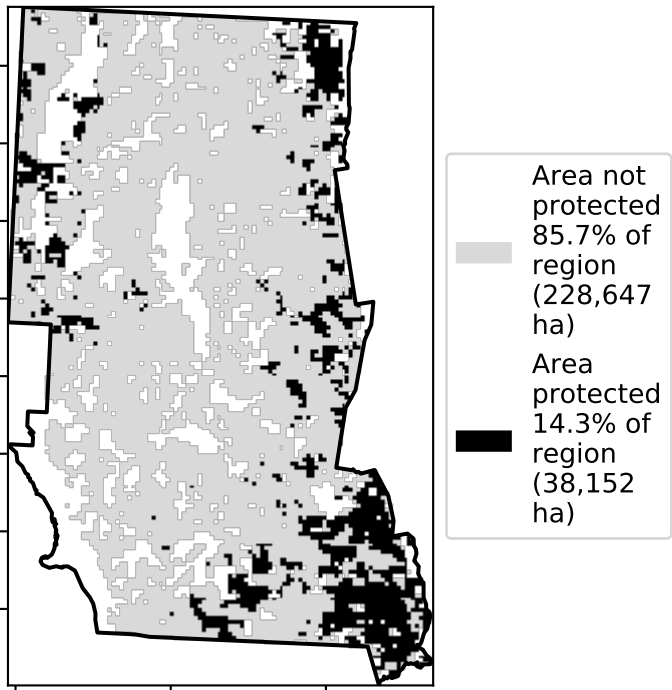 Area not
protected
85.7% of
region
(228,647
ha)
Area
protected
14.3% of
region
(38,152
ha)